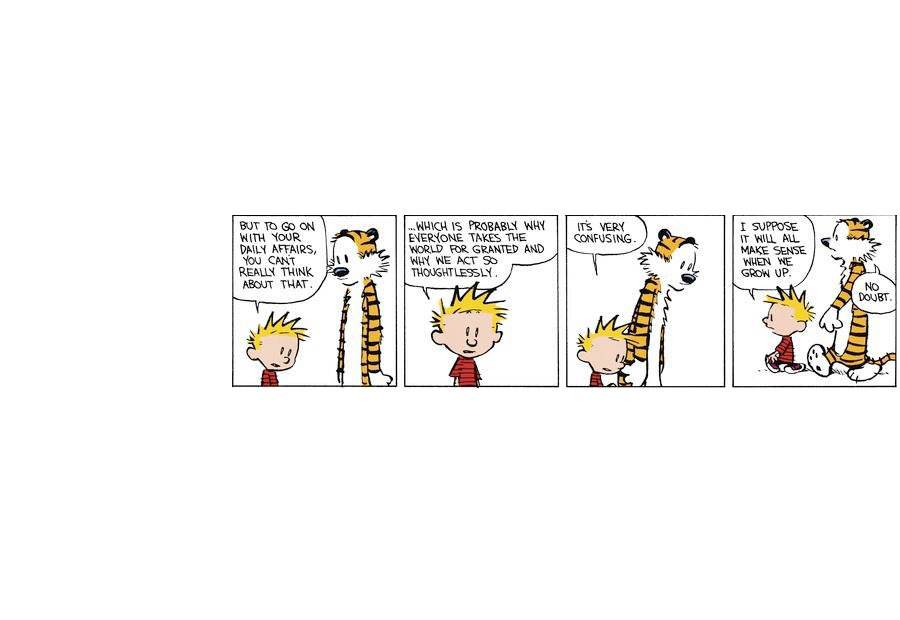 BUT TO GO ON
WITH YOUR
DAILY AFFAIRS,
YOU CAN'T
REALLY THINK
ABOUT THAT.
...WHICH IS PROBABLY WHY
EVERYONE TAKES THE
WORLD FOR GRANTED AND
WHY WE ACT SO
THOUGHTLESSLY.
IT'S VERY
CONFUSING.
I SUPPOSE
IT WILL ALL
MAKE SENSE
WHEN WE
GROW UP.
NO
DOUBT.